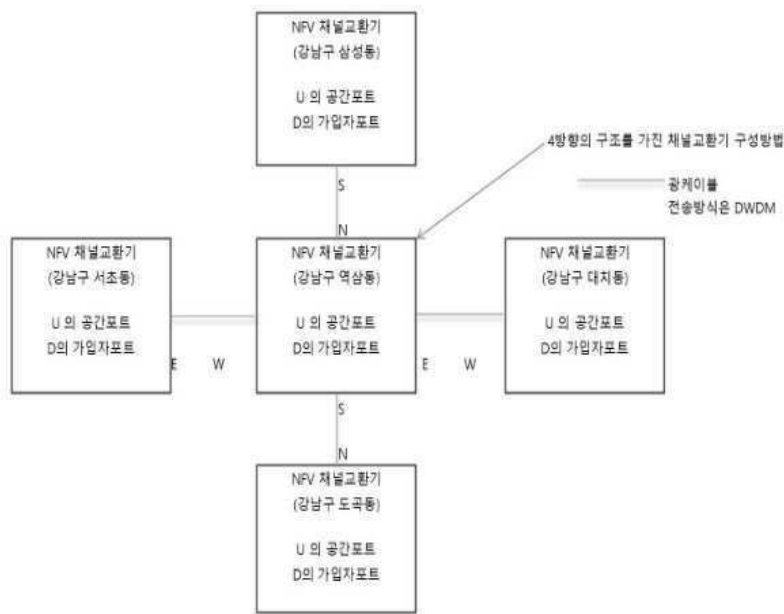 NFV 채널교환기
(강남구 삼성동)
U 의 공간포트
D의 가입자포트
4방향의 구조를 가진 채널교환기 구성방법
광케이블
전송방식은 DWDM
S
N
NFV 채널교환기
(강남구 서초동)
U 의 공간포트
D의 가입자포트
NFV 채널교환기
(강남구 역삼동)
U 의 공간포트
D의 가입자포트
NFV 채널교환기
(강남구 대치동)
U 의 공간포트
D의 가입자포트
E W
E W
S
N
NFV 채널교환기
(강남구 도곡동)
U 의 공간포트
D의 가입자포트